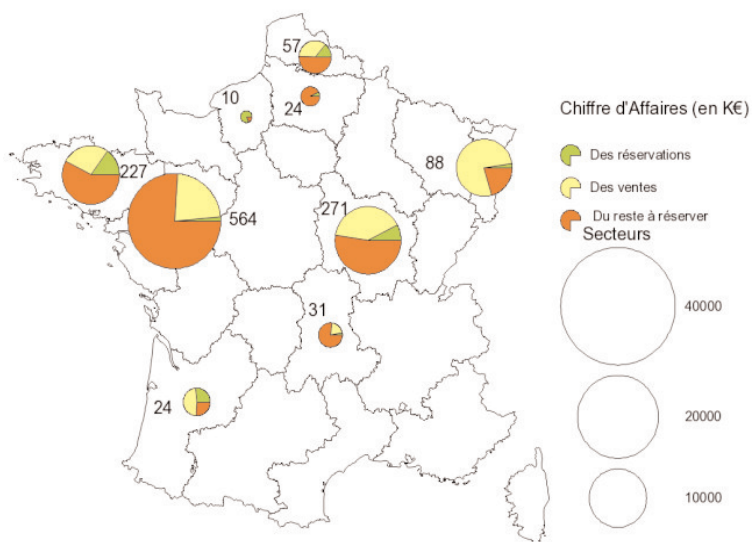 57
10
24
Chiffre d'Affaires (en K€)
Des réservations
88
227
Des ventes
564
271
Du reste à réserver
Secteurs
40000
31
24
20000
10000